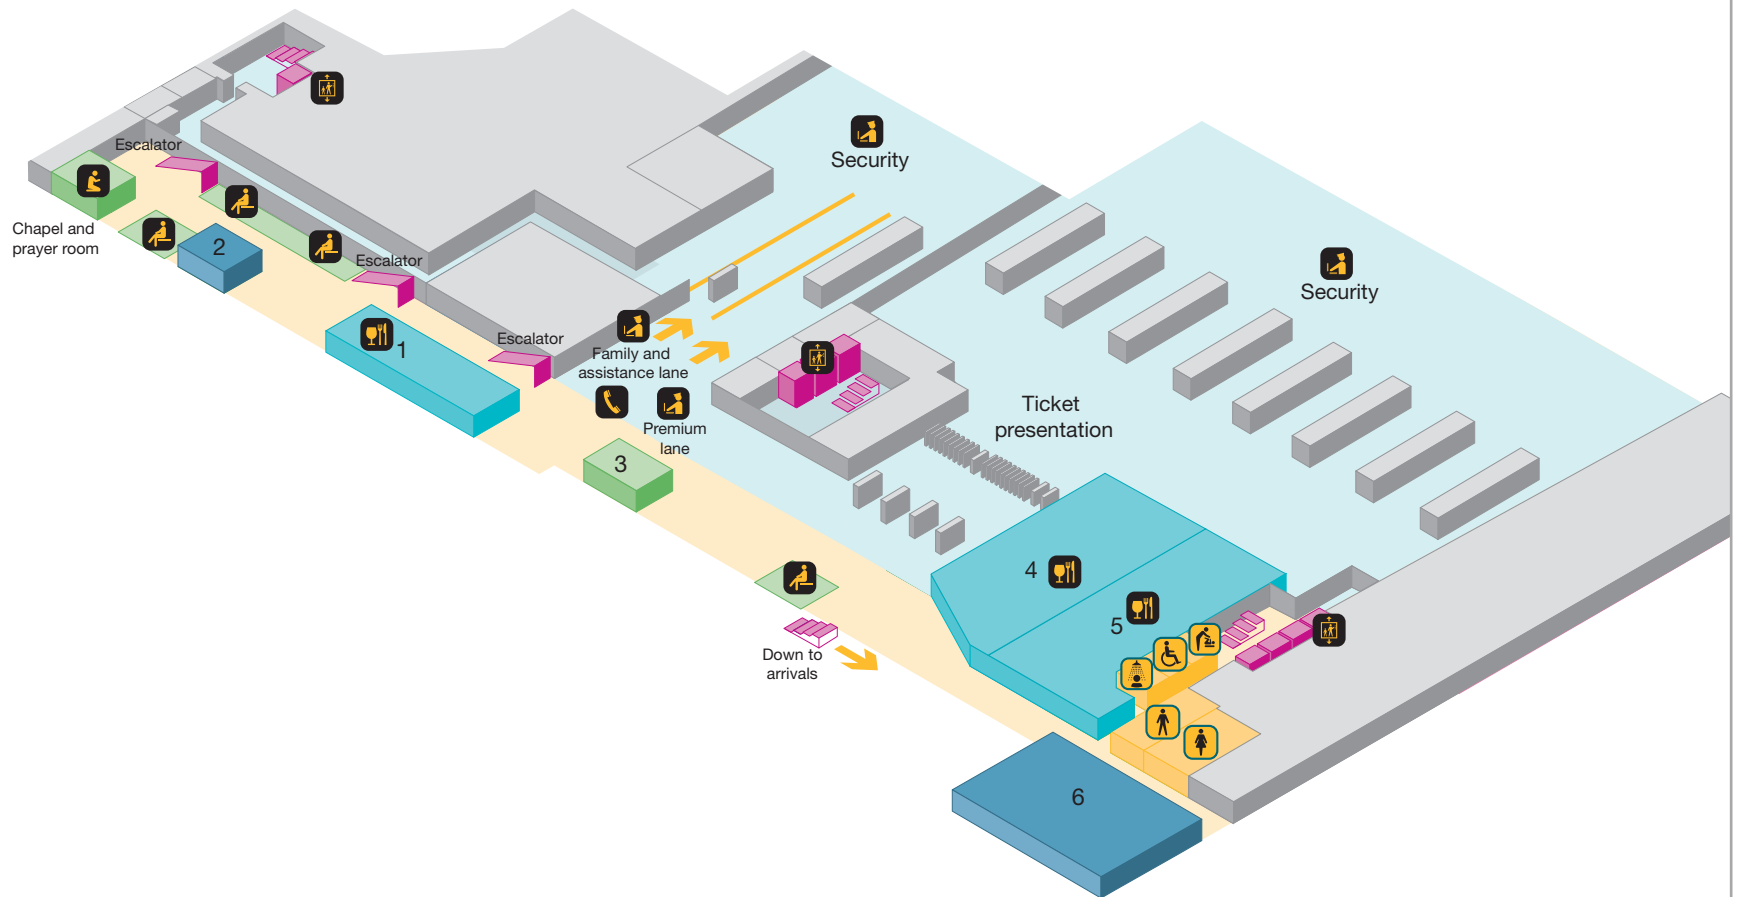 Security
Escalator
Chapel and
prayer room
2
Escalator
Security
1
Escalator
Family and
assistance lane
Premium
lane
Ticket
presentation
3
4
5
Down to
arrivals
6